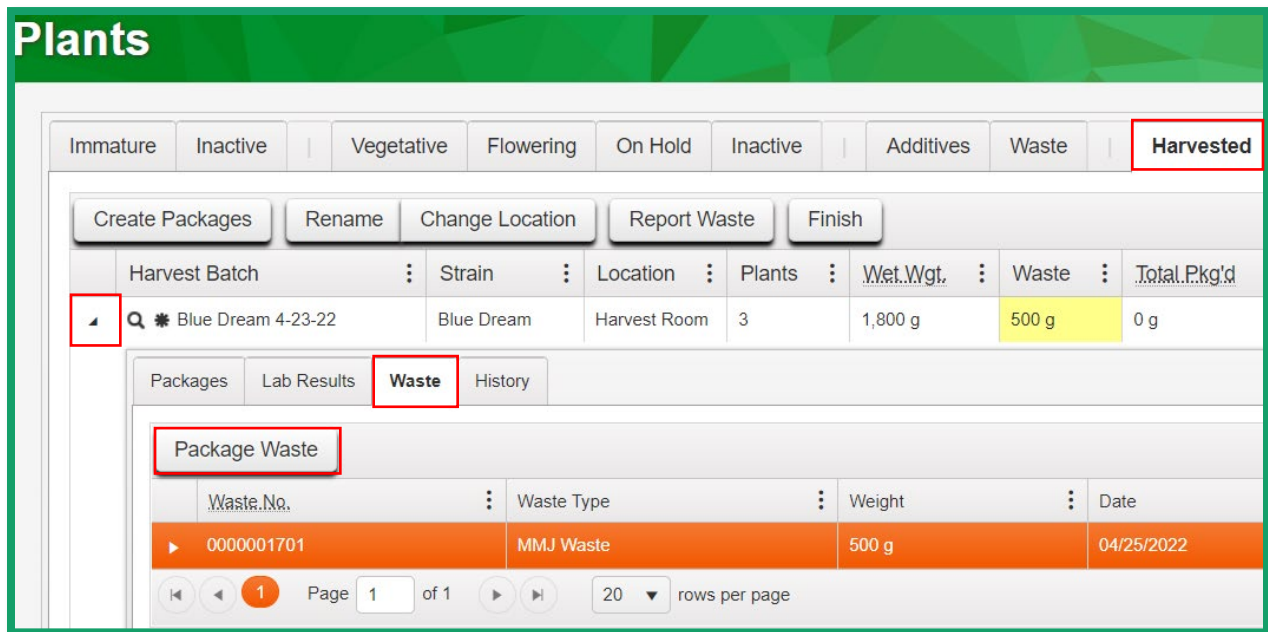 Plants
Immature Inactive | Vegetative Flowering On Hold Inactive | Additives Waste | Harvested
Create Packages Rename Change Location Report Waste Finish
Harvest Batch Strain Location Plants Wet Wgt. Waste Total Pkg'd
Blue Dream 4-23-22 Blue Dream Harvest Room 3 1,800 g 500 g 0 g
Packages Lab Results Waste History
Package Waste
Waste No. Waste Type Weight Date
0000001701 MMJ Waste 500 g 04/25/2022
1 Page 1 of 1 20 rows per page